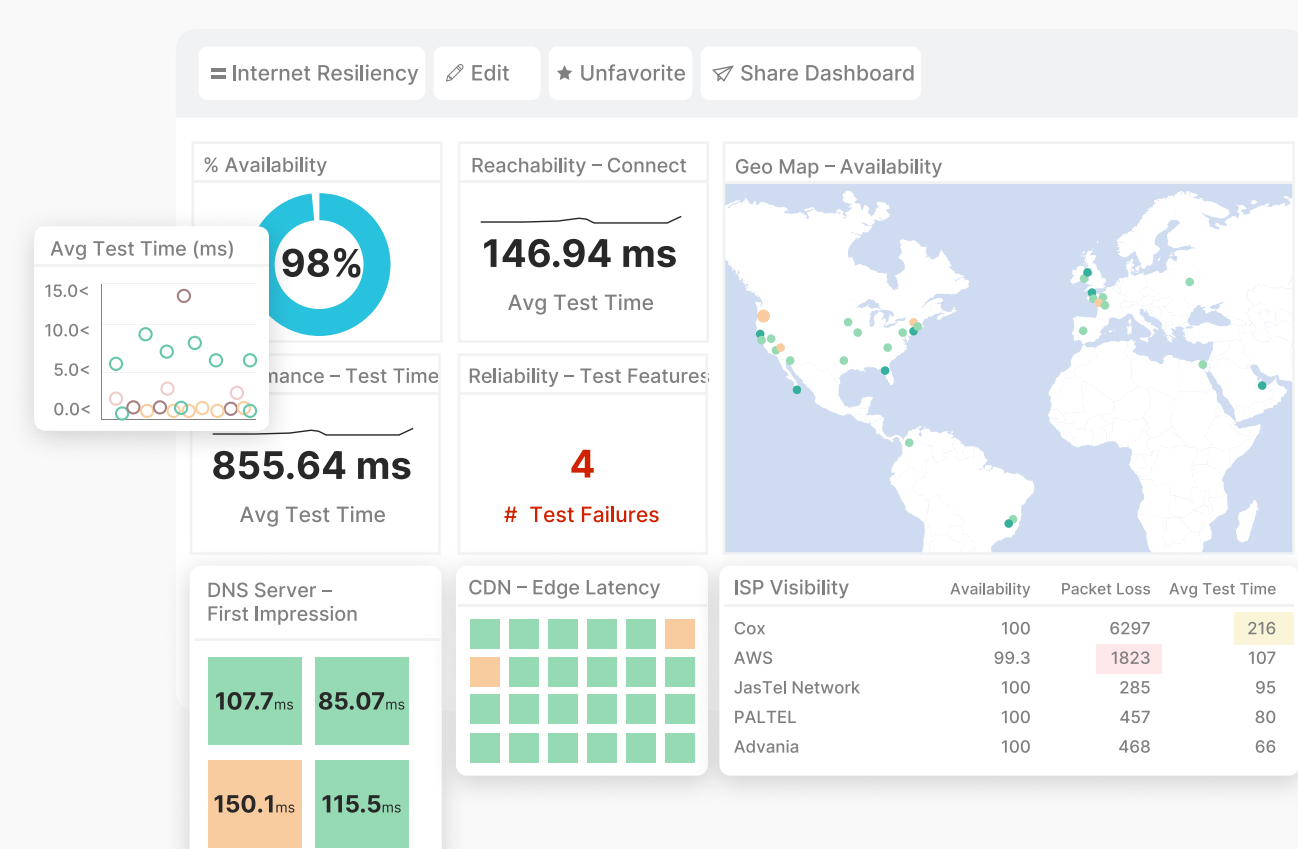 Internet Resiliency
Edit
Unfavorite
Share Dashboard
% Availability
98%
Reachability – Connect
146.94 ms
Avg Test Time
Geo Map – Availability
Avg Test Time (ms)
15.0<
10.0<
5.0<
0.0<
mance – Test Time
855.64 ms
Avg Test Time
Reliability – Test Features
4
# Test Failures
DNS Server –
First Impression
107.7ms 85.07ms
150.1ms 115.5ms
CDN – Edge Latency
ISP Visibility Availability Packet Loss Avg Test Time
Cox 100 6297 216
AWS 99.3 1823 107
JasTel Network 100 285 95
PALTEL 100 457 80
Advania 100 468 66